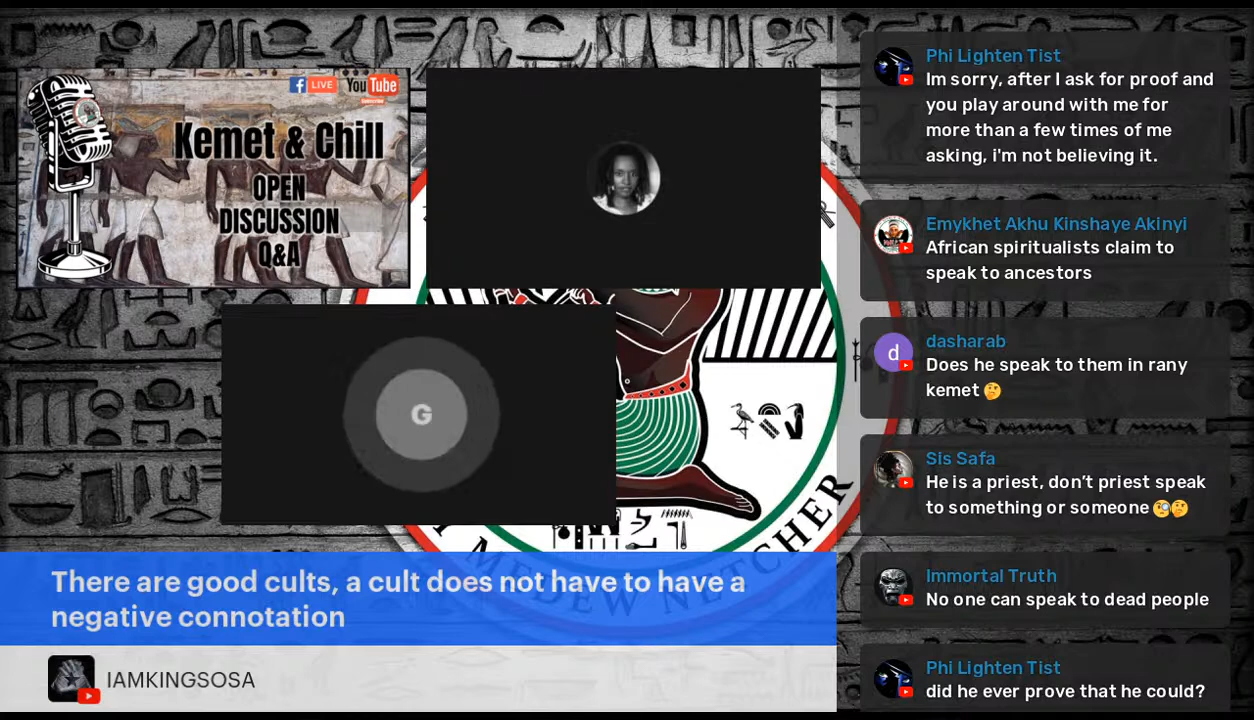 f LIVE YouTube
Kemet & Chill
OPEN
DISCUSSION
Q&A
G
MEDEW NETCHER
There are good cults, a cult does not have to have a
negative connotation
IAMKINGSOSA
Phi Lighten Tist
Im sorry, after I ask for proof and
you play around with me for
more than a few times of me
asking, i'm not believing it.
Emykhet Akhu Kinshaye Akinyi
African spiritualists claim to
speak to ancestors
d
dasharab
Does he speak to them in rany
kemet 🤔
Sis Safa
He is a priest, don’t priest speak
to something or someone 🧐🤔
Immortal Truth
No one can speak to dead people
Phi Lighten Tist
did he ever prove that he could?